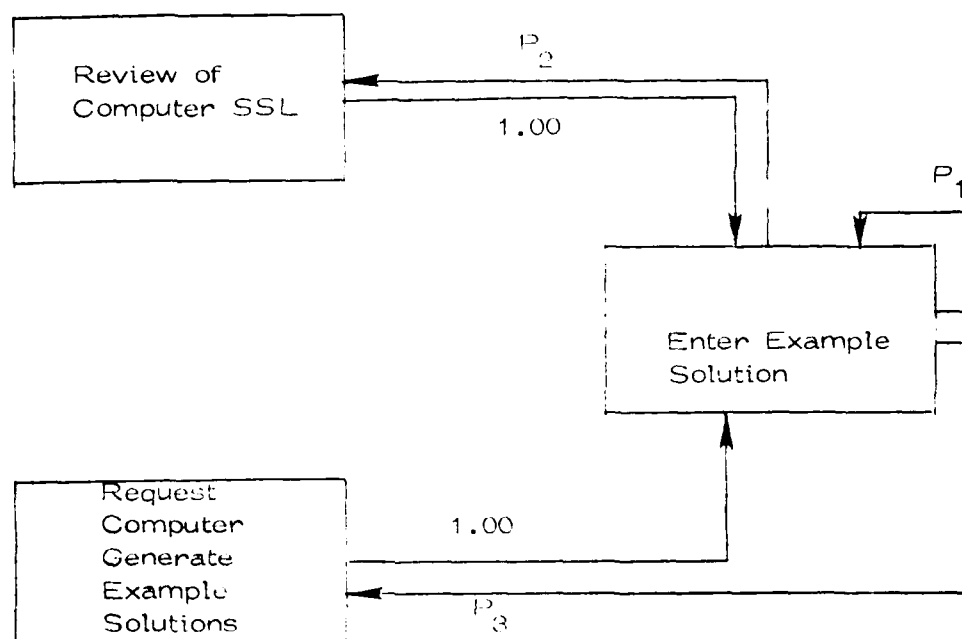 P2
Review of
Computer SSL
1.00
P1
Enter Example
Solution
Request
Computer
Generate
Example
Solutions
1.00
P3